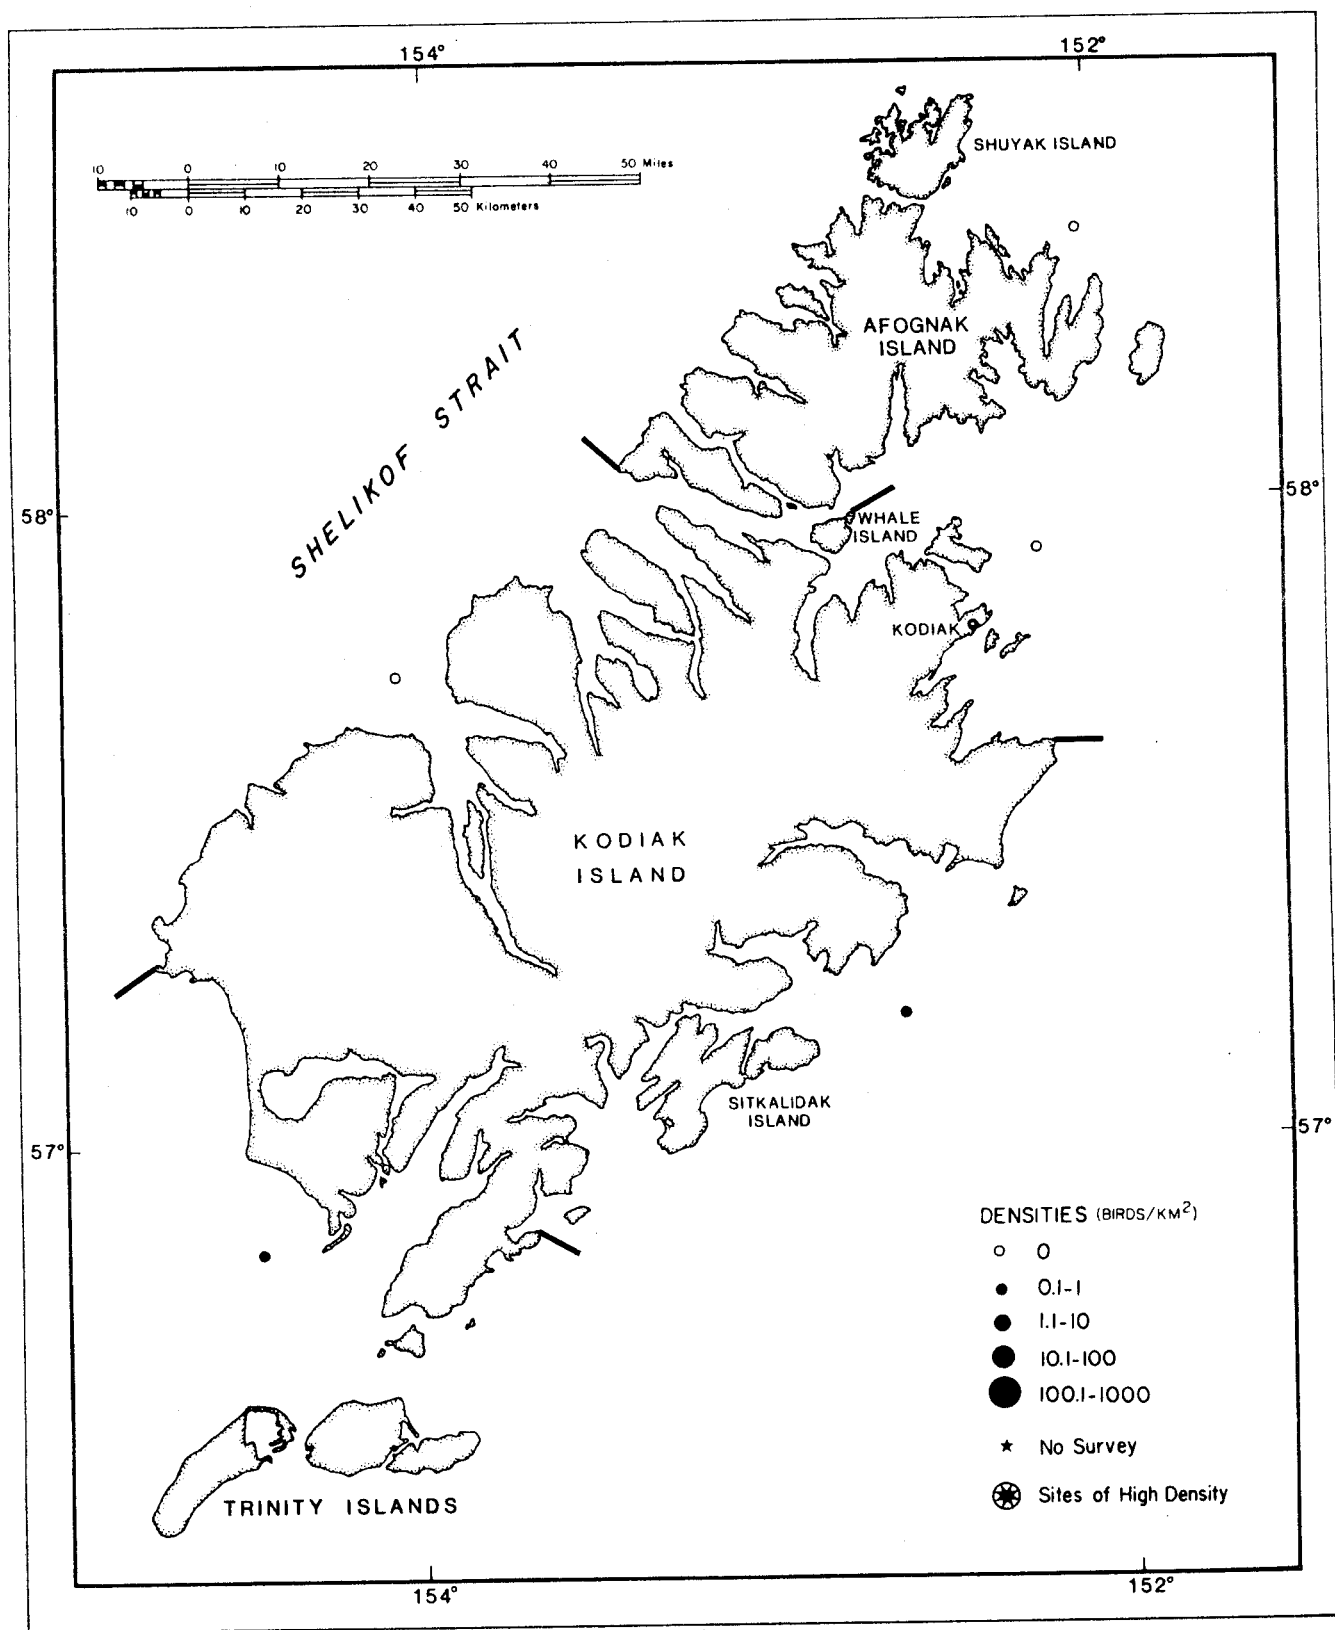 154°
152°
SHUYAK ISLAND
10 0 10 20 30 40 50 Miles
10 0 10 20 30 40 50 Kilometers
AFOGNAK
ISLAND
SHELIKOF STRAIT
58°
58°
WHALE
ISLAND
KODIAK
KODIAK
ISLAND
SITKALIDAK
ISLAND
57°
57°
DENSITIES (BIRDS/KM²)
0
0.1-1
1.1-10
10.1-100
100.1-1000
No Survey
Sites of High Density
TRINITY ISLANDS
154°
152°